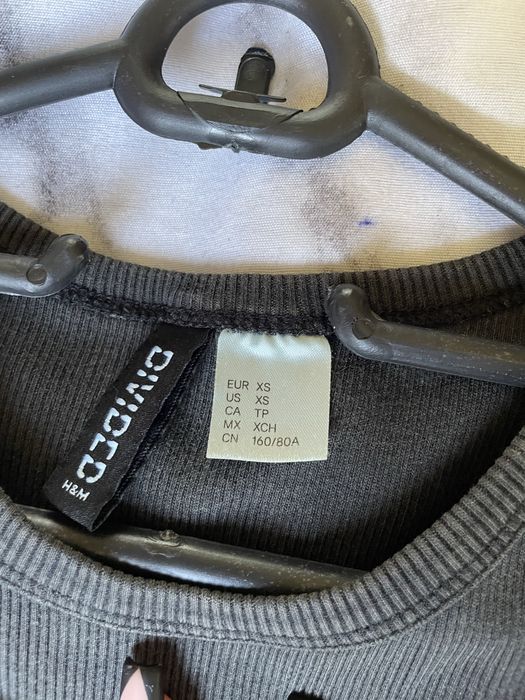 DIVIDED
H&M
EUR XS
US XS
CA TP
MX XCH
CN 160/80A